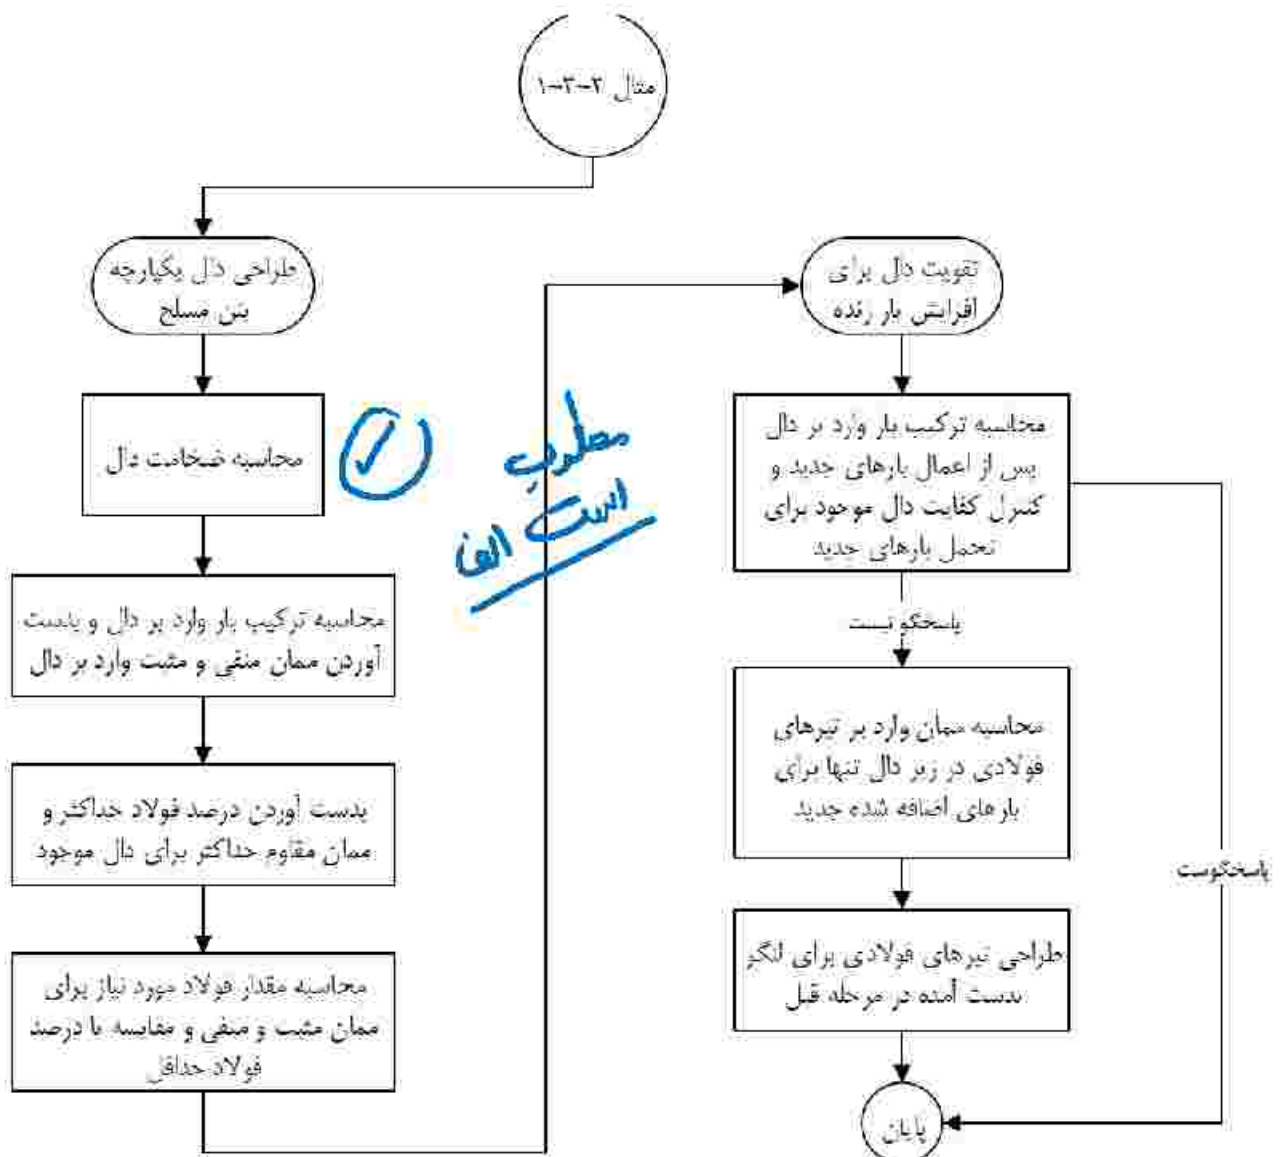 مثال ۲-۳-۱
طراحی دال یکپارچه
بتن مسلح
محاسبه ضخامت دال
محاسبه ترکیب بار وارد بر دال و بدست
آوردن ممان منفی و مثبت وارد بر دال
بدست آوردن درصد فولاد حداکثر و
ممان مقاوم حداکثر برای دال موجود
محاسبه مقدار فولاد مورد نیاز برای
ممان مثبت و منفی و مقایسه با درصد
فولاد حداقل
مطلوب
است الف
تقویت دال برای
افزایش بار زنده
محاسبه ترکیب بار وارد بر دال
پس از اعمال بارهای جدید و
کنترل کفایت دال موجود برای
تحمل بارهای جدید
پاسخگو نیست
محاسبه ممان وارد بر تیرهای
فولادی در زیر دال تنها برای
بارهای اضافه شده جدید
طراحی تیرهای فولادی برای لنگر
بدست آمده در مرحله قبل
پاسخگوست
پایان